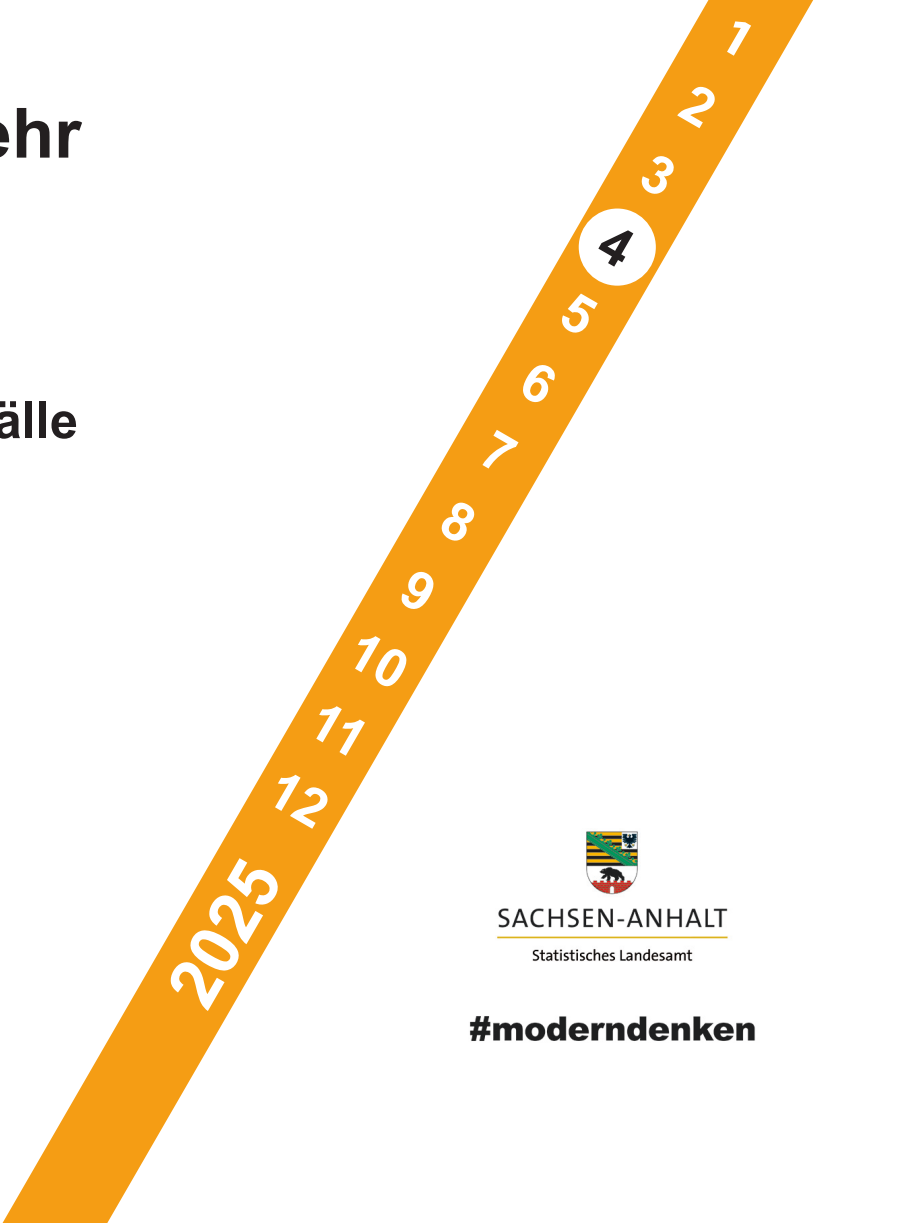 ehr
älle
1
2
3
4
5
6
7
8
9
10
11
12
2025
SACHSEN-ANHALT
Statistisches Landesamt
#moderndenken